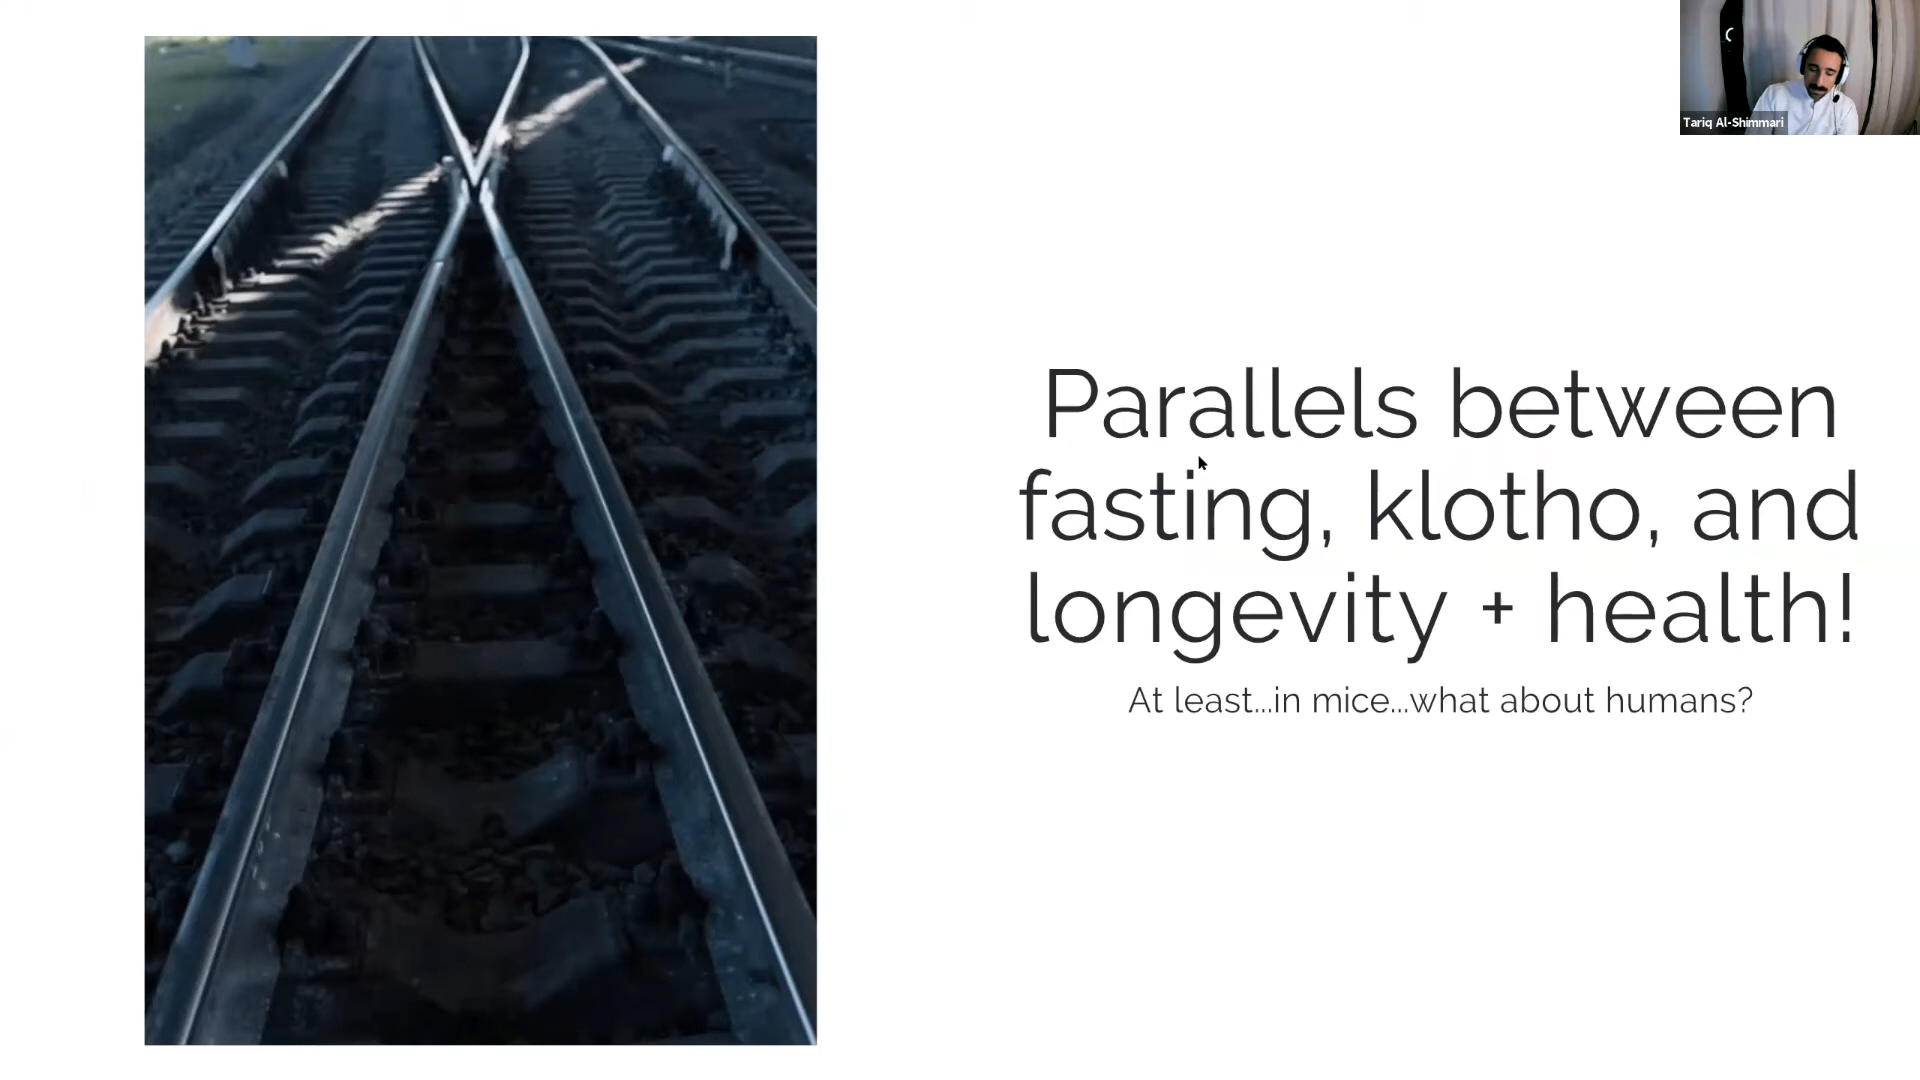 Tariq Al-Shimmari
Parallels between
fasting, klotho, and
longevity + health!
At least...in mice...what about humans?